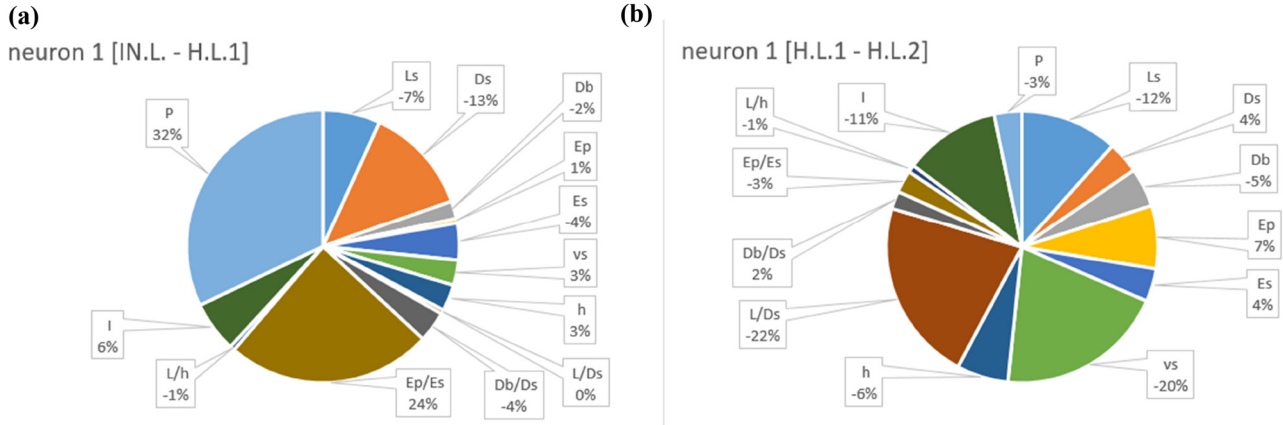 (a)
neuron 1 [IN.L. - H.L.1]
Ls
-7%
Ds
-13%
Db
-2%
Ep
1%
Es
-4%
vs
3%
h
3%
L/Ds
0%
Db/Ds
-4%
Ep/Es
24%
L/h
-1%
I
6%
P
32%
(b)
neuron 1 [H.L.1 - H.L.2]
P
-3%
Ls
-12%
Ds
4%
Db
-5%
Ep
7%
Es
4%
vs
-20%
h
-6%
L/Ds
-22%
Db/Ds
2%
Ep/Es
-3%
L/h
-1%
I
-11%